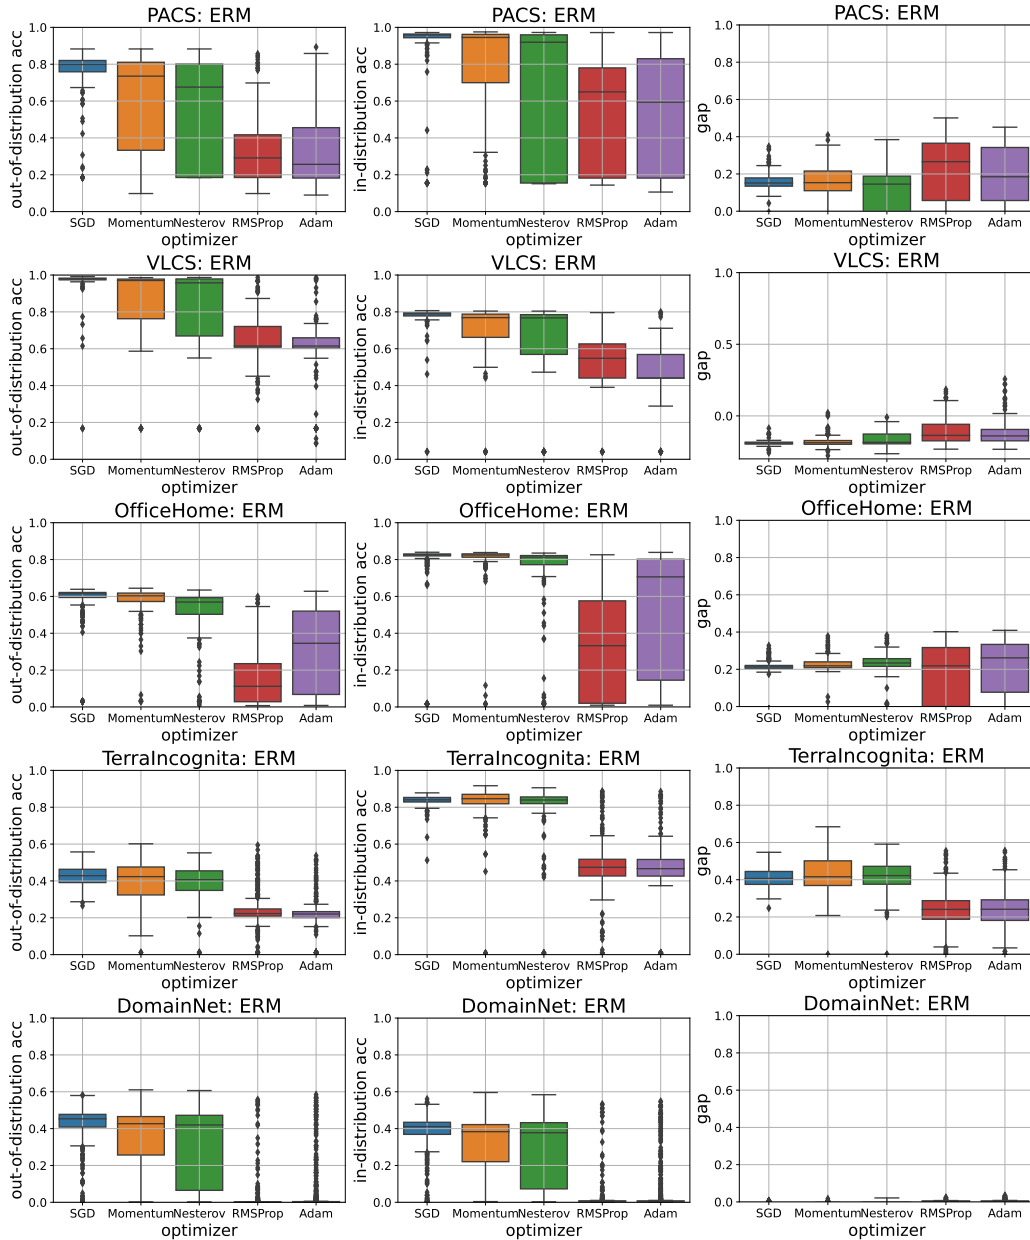 PACS: ERM
out-of-distribution acc
1.0
0.8
0.6
0.4
0.2
0.0
SGD Momentum Nesterov RMSProp Adam
optimizer
PACS: ERM
in-distribution acc
1.0
0.8
0.6
0.4
0.2
0.0
SGD Momentum Nesterov RMSProp Adam
optimizer
PACS: ERM
gap
1.0
0.8
0.6
0.4
0.2
0.0
SGD Momentum Nesterov RMSProp Adam
optimizer
VLCS: ERM
out-of-distribution acc
1.0
0.8
0.6
0.4
0.2
0.0
SGD Momentum Nesterov RMSProp Adam
optimizer
VLCS: ERM
in-distribution acc
1.0
0.8
0.6
0.4
0.2
0.0
SGD Momentum Nesterov RMSProp Adam
optimizer
VLCS: ERM
gap
1.0
0.5
0.0
SGD Momentum Nesterov RMSProp Adam
optimizer
OfficeHome: ERM
out-of-distribution acc
1.0
0.8
0.6
0.4
0.2
0.0
SGD Momentum Nesterov RMSProp Adam
optimizer
OfficeHome: ERM
in-distribution acc
1.0
0.8
0.6
0.4
0.2
0.0
SGD Momentum Nesterov RMSProp Adam
optimizer
OfficeHome: ERM
gap
1.0
0.8
0.6
0.4
0.2
0.0
SGD Momentum Nesterov RMSProp Adam
optimizer
TerraIncognita: ERM
out-of-distribution acc
1.0
0.8
0.6
0.4
0.2
0.0
SGD Momentum Nesterov RMSProp Adam
optimizer
TerraIncognita: ERM
in-distribution acc
1.0
0.8
0.6
0.4
0.2
0.0
SGD Momentum Nesterov RMSProp Adam
optimizer
TerraIncognita: ERM
gap
1.0
0.8
0.6
0.4
0.2
0.0
SGD Momentum Nesterov RMSProp Adam
optimizer
DomainNet: ERM
out-of-distribution acc
1.0
0.8
0.6
0.4
0.2
0.0
SGD Momentum Nesterov RMSProp Adam
optimizer
DomainNet: ERM
in-distribution acc
1.0
0.8
0.6
0.4
0.2
0.0
SGD Momentum Nesterov RMSProp Adam
optimizer
DomainNet: ERM
gap
1.0
0.8
0.6
0.4
0.2
0.0
SGD Momentum Nesterov RMSProp Adam
optimizer